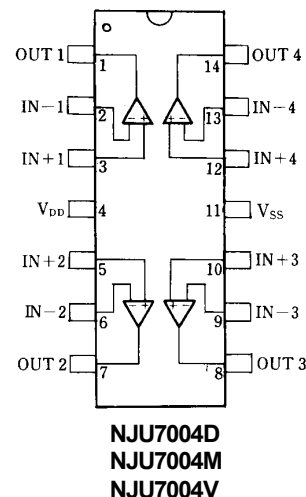 OUT 1 1 14 OUT 4
IN−1 2 13 IN−4
IN+1 3 12 IN+4
VDD 4 11 VSS
IN+2 5 10 IN+3
IN−2 6 9 IN−3
OUT 2 7 8 OUT 3
NJU7004D
NJU7004M
NJU7004V